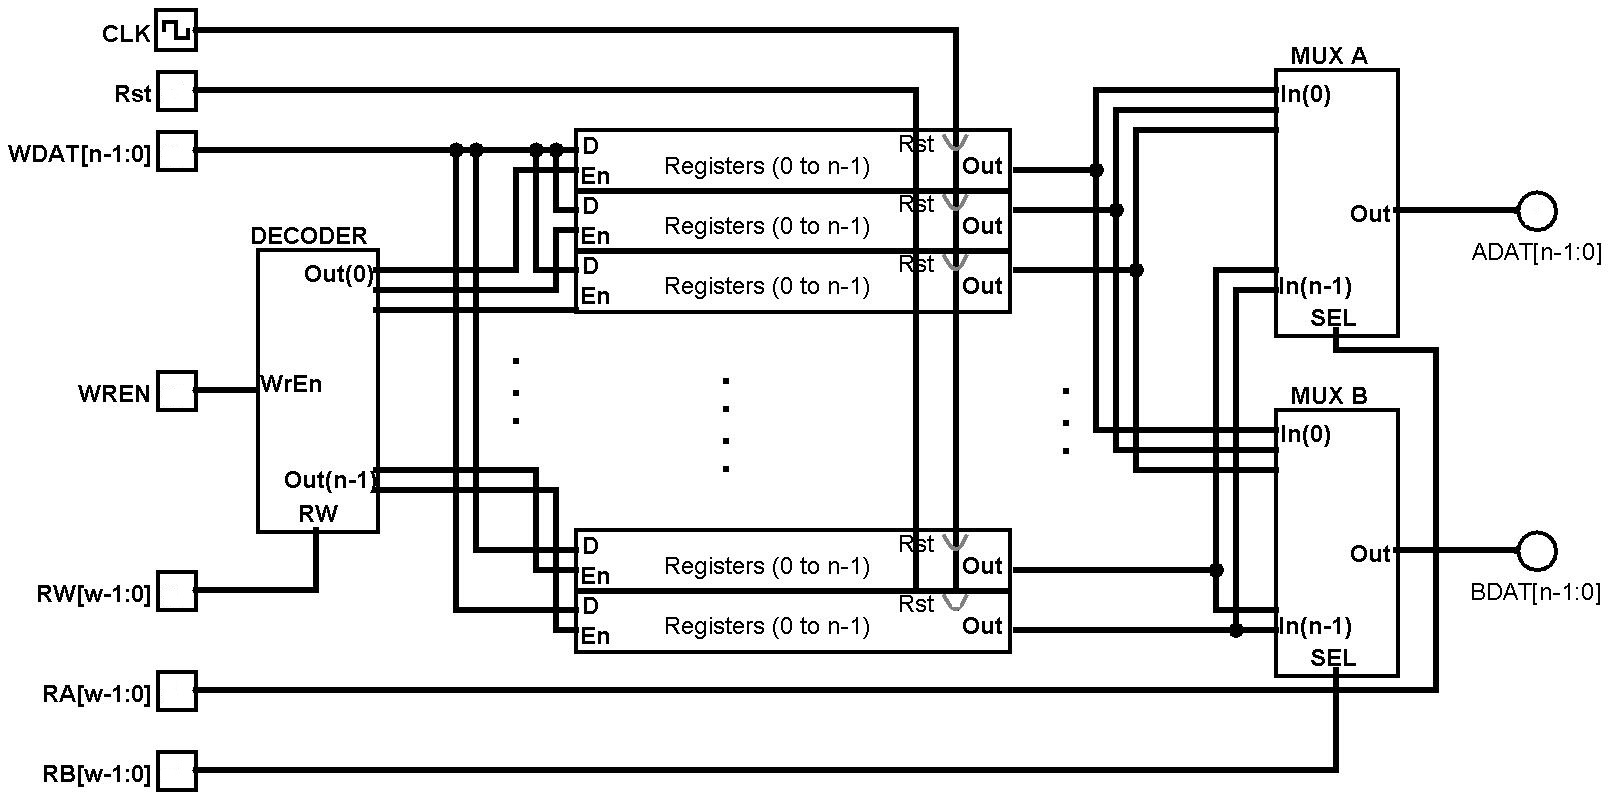 CLK
Rst
WDAT[n-1:0]
DECODER
Out(0)
WrEn
WREN
Out(n-1)
RW
RW[w-1:0]
RA[w-1:0]
RB[w-1:0]
D
En
Registers (0 to n-1)
Rst
Out
D
En
Registers (0 to n-1)
Rst
Out
D
En
Registers (0 to n-1)
Rst
Out
D
En
Registers (0 to n-1)
Rst
Out
D
En
Registers (0 to n-1)
Rst
Out
MUX A
In(0)
Out
In(n-1)
SEL
ADAT[n-1:0]
MUX B
In(0)
Out
In(n-1)
SEL
BDAT[n-1:0]